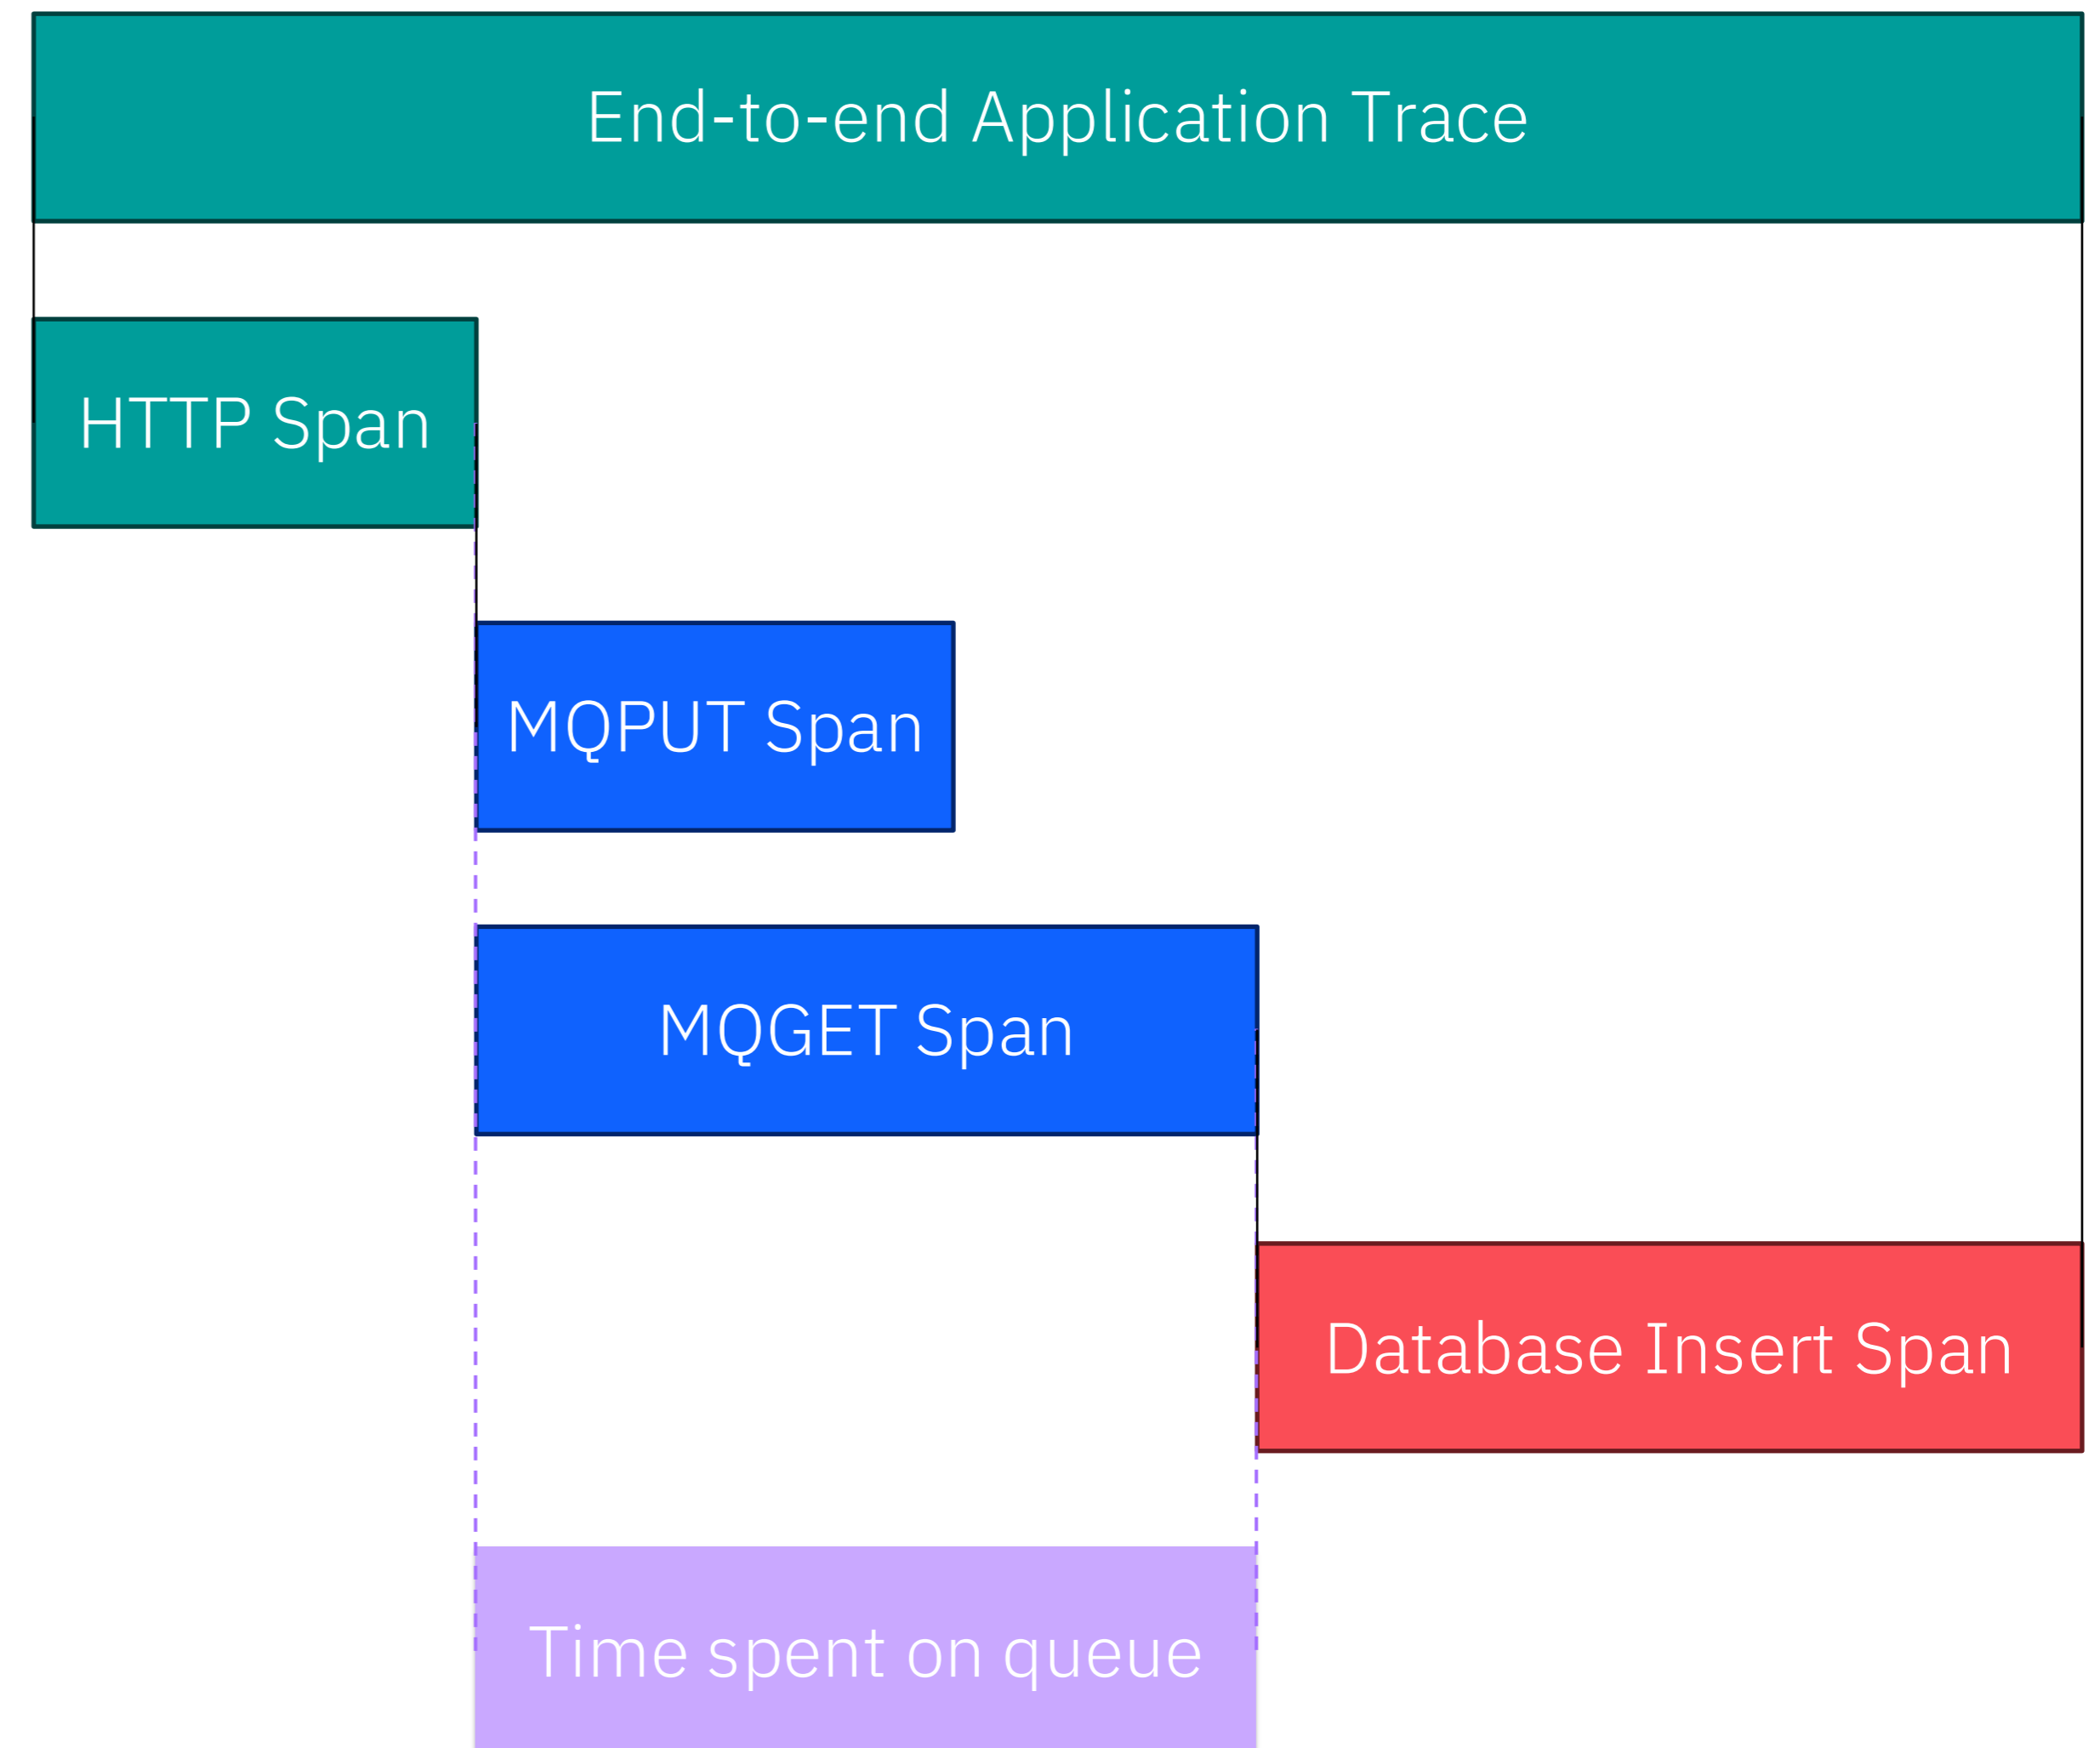 End-to-end Application Trace
HTTP Span
MQPUT Span
MQGET Span
Database Insert Span
Time spent on queue